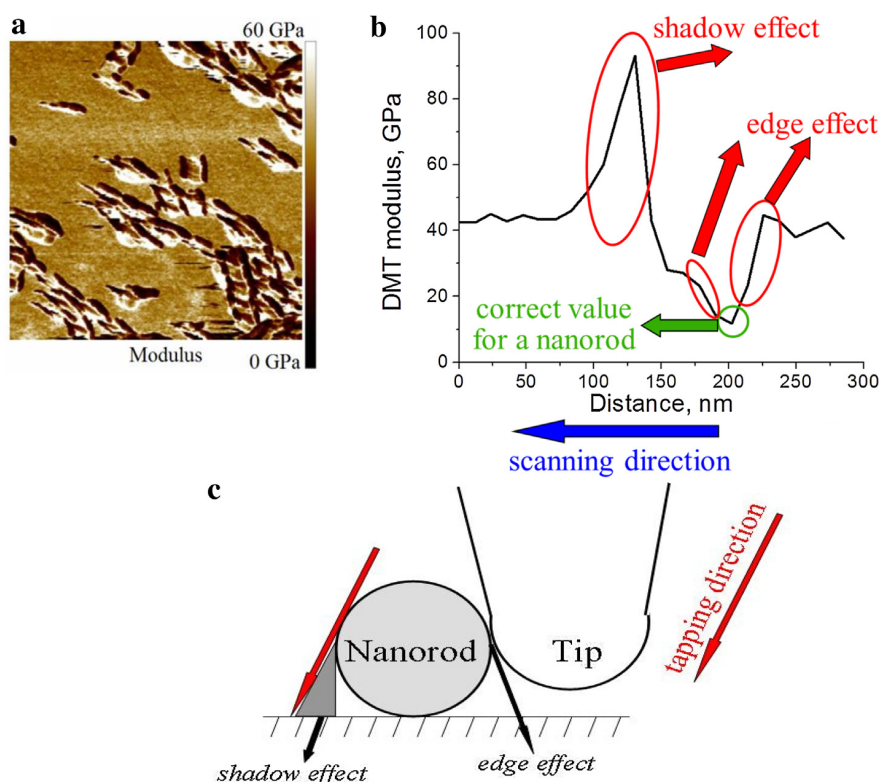 a
60 GPa
Modulus
0 GPa
b
shadow effect
edge effect
correct value
for a nanorod
DMT modulus, GPa
100
80
60
40
20
0
0 50 100 150 200 250 300
Distance, nm
scanning direction
c
tapping direction
Nanorod
Tip
shadow effect
edge effect